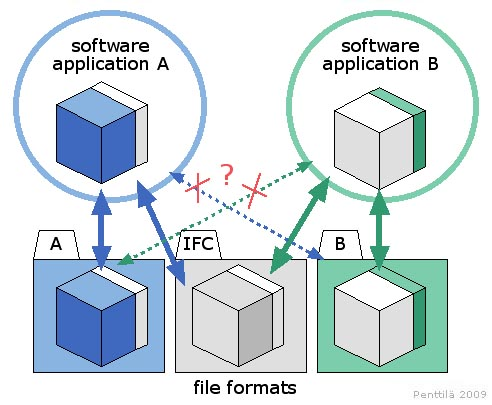 software
application A
software
application B
?
A
IFC
B
file formats
Penttilä 2009